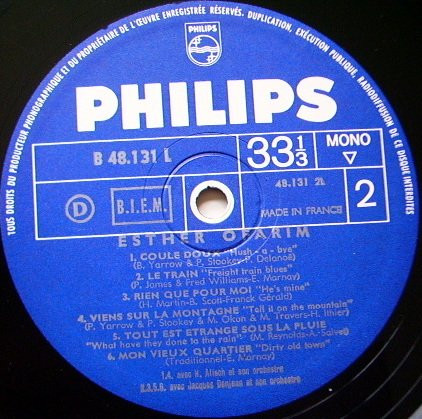 TOUS DROITS DU PRODUCTEUR PHONOGRAPHIQUE ET DU PROPRIÉTAIRE DE L'ŒUVRE ENREGISTRÉE RÉSERVÉS. DUPLICATION, EXÉCUTION PUBLIQUE, RADIODIFFUSION DE CE DISQUE INTERDITES
PHILIPS
PHILIPS
B 48.131 L
33 1/3
MONO
D
B.I.E.M.
48.131 2L
MADE IN FRANCE
2
ESTHER OFARIM
1. COULE DOUX "Hush - a - bye"
(B. Yarrow & P. Stookey-P. Delanoë)
2. LE TRAIN "Freight train blues"
(P. James & Fred Williams-E. Marnay)
3. RIEN QUE POUR MOI "He's mine"
(H. Martin-B. Scott-Franck Gérald)
4. VIENS SUR LA MONTAGNE "Tell it on the mountain"
(P. Yarrow & P. Stookey & M. Okun & M. Travers-H. Ithier)
5. TOUT EST ETRANGE SOUS LA PLUIE
"What have they done to the rain" (M. Reynolds-A.
6. MON VIEUX QUARTIER "Dirty old town"
(Traditionnel-E. Marnay)
1.4. avec K. Alisch et son orchestre
2.3.5.6. avec Jacques Denjean et son orchestre